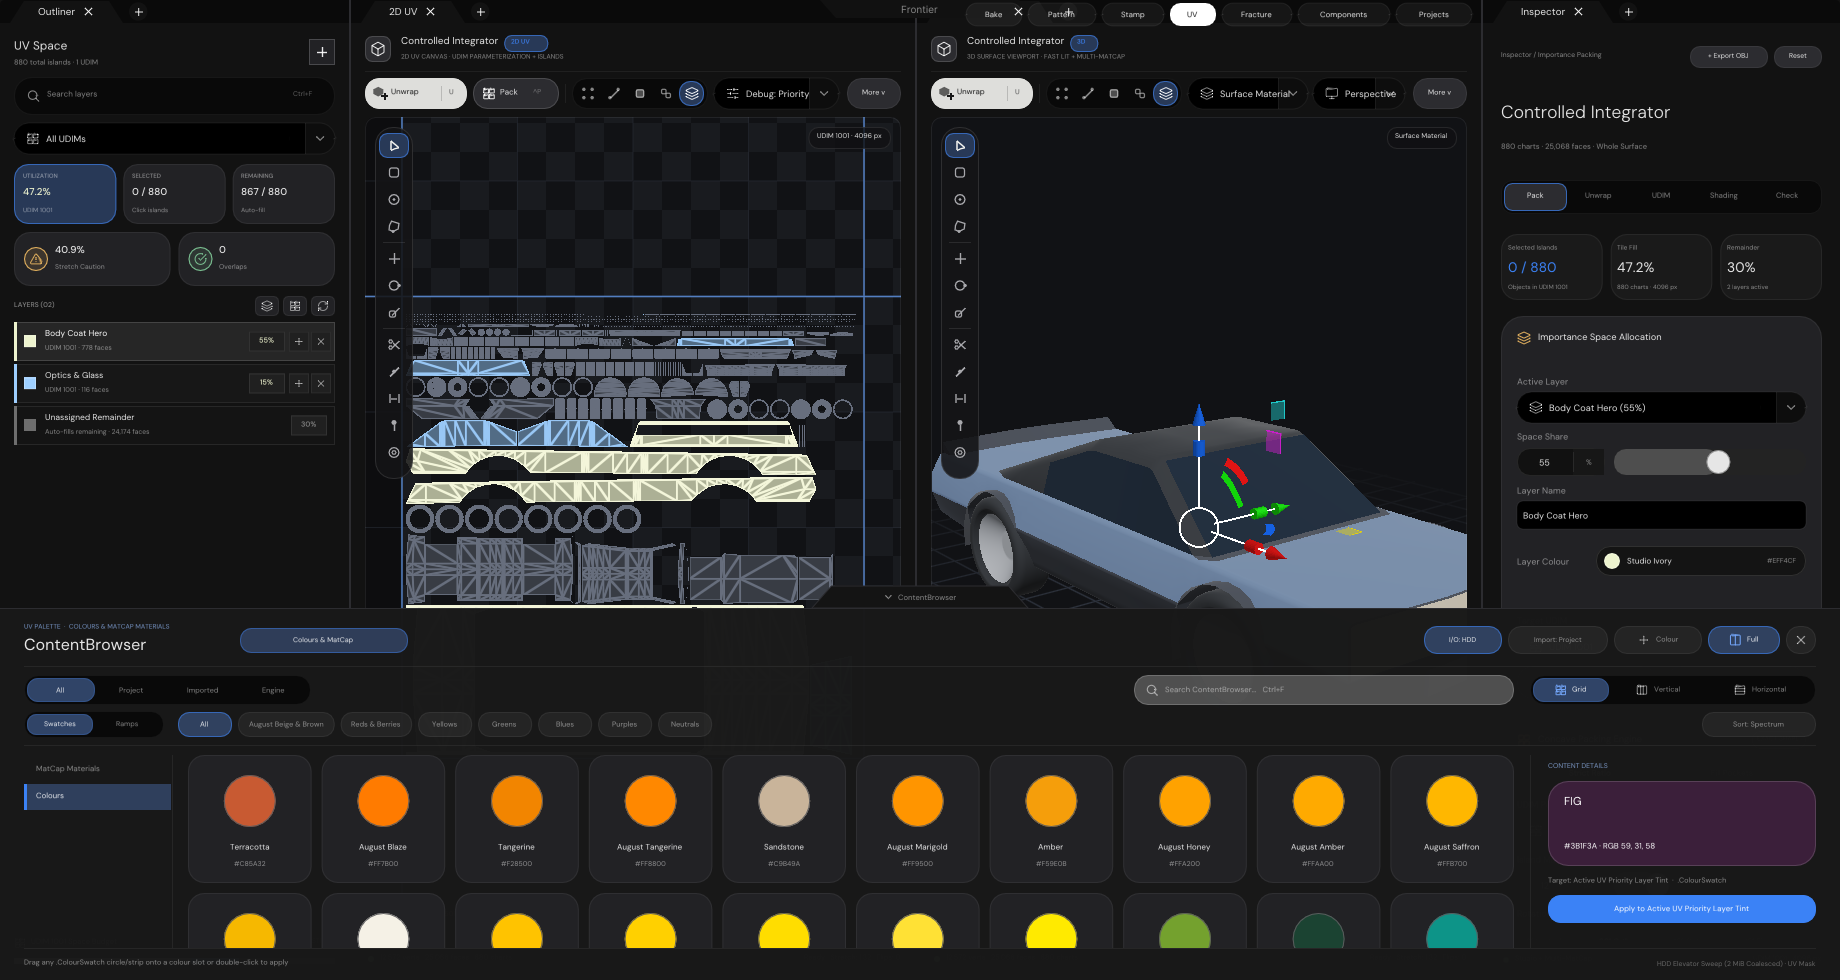 Outliner
2D UV
Frontier
Bake
Pattern
Stamp
UV
Fracture
Components
Projects
Inspector
UV Space
880 total islands · 1 UDIM
Search layers
Ctrl+F
All UDIMs
UTILIZATION
47.2%
UDIM 1001
SELECTED
0 / 880
Click islands
REMAINING
867 / 880
Auto-fill
40.9%
Stretch Caution
0
Overlaps
LAYERS (02)
Body Coat Hero
UDIM 1001 · 778 faces
55%
Optics & Glass
UDIM 1001 · 116 faces
15%
Unassigned Remainder
Auto-fills remaining · 24,174 faces
30%
Controlled Integrator
2D UV
2D UV CANVAS · UDIM PARAMETERIZATION + ISLANDS
Unwrap
U
Pack
Debug: Priority
More v
UDIM 1001 · 4096 px
Controlled Integrator
3D
3D SURFACE VIEWPORT · FAST LIT + MULTI-MATCAP
Unwrap
U
Surface Material
Perspective
More v
Surface Material
Inspector / Importance Packing
+ Export OBJ
Reset
Controlled Integrator
880 charts · 25,068 faces · Whole Surface
Pack
Unwrap
UDIM
Shading
Check
Selected Islands
0 / 880
Objects in UDIM 1001
Tile Fill
47.2%
880 charts · 4096 px
Remainder
30%
2 layers active
Importance Space Allocation
Active Layer
Body Coat Hero (55%)
Space Share
55
%
Layer Name
Body Coat Hero
Layer Colour
Studio Ivory
#EFF4CF
ContentBrowser
UV PALETTE · COLOURS & MATCAP MATERIALS
ContentBrowser
Colours & MatCap
I/O: HDD
Import: Project
Colour
Full
All
Project
Imported
Engine
Search ContentBrowser... Ctrl+F
Grid
Vertical
Horizontal
Swatches
Ramps
All
August Beige & Brown
Reds & Berries
Yellows
Greens
Blues
Purples
Neutrals
Sort: Spectrum
MatCap Materials
Colours
Terracotta
#C85A32
August Blaze
#FF7B00
Tangerine
#F28500
August Tangerine
#FF8800
Sandstone
#C9B49A
August Marigold
#FF9500
Amber
#F59E0B
August Honey
#FFA200
August Amber
#FFAA00
August Saffron
#FFB700
CONTENT DETAILS
FIG
#3B1F3A · RGB 59, 31, 58
Target: Active UV Priority Layer Tint · .ColourSwatch
Apply to Active UV Priority Layer Tint
Drag any .ColourSwatch circle/strip onto a colour slot or double-click to apply
HDD Elevator Sweep (2 MiB Coalesced) · UV Mask